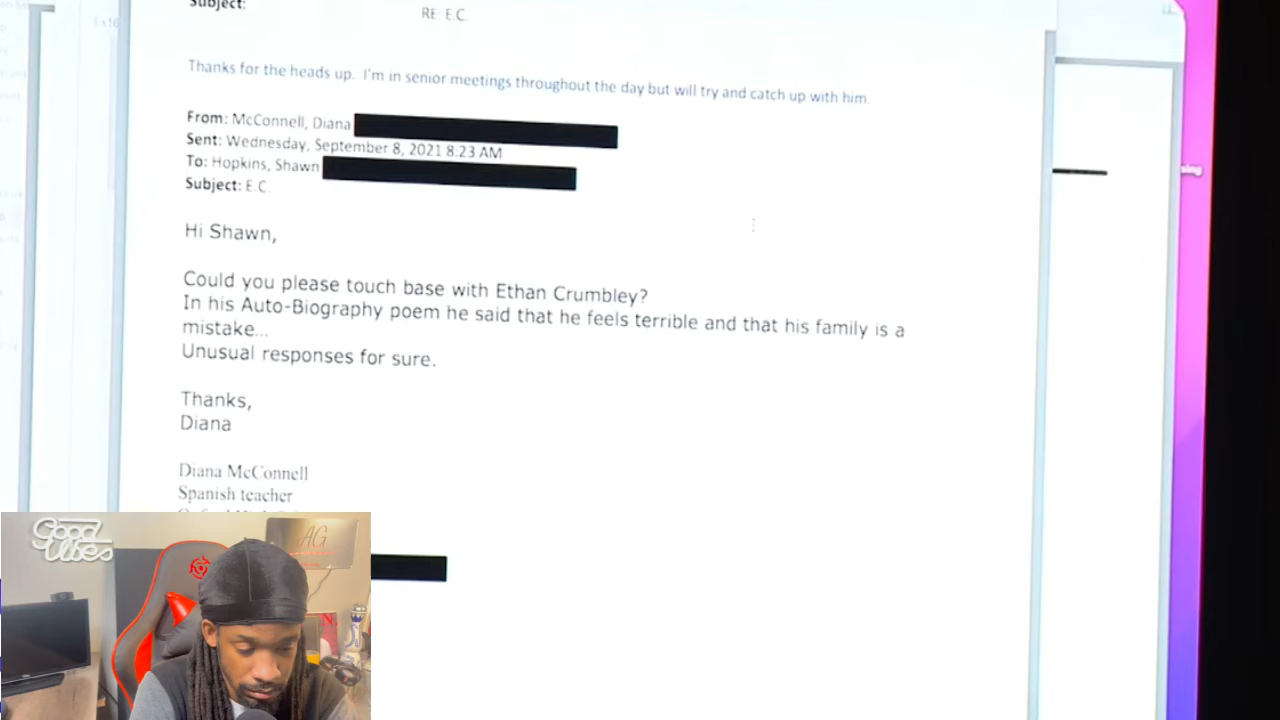 Subject:
RE: E.C.
Thanks for the heads up. I'm in senior meetings throughout the day but will try and catch up with him.
From: McConnell, Diana
Sent: Wednesday, September 8, 2021 8:23 AM
To: Hopkins, Shawn
Subject: E.C.
Hi Shawn,
Could you please touch base with Ethan Crumbley?
In his Auto-Biography poem he said that he feels terrible and that his family is a
mistake...
Unusual responses for sure.
Thanks,
Diana
Diana McConnell
Spanish teacher
Good
Vibes
AG